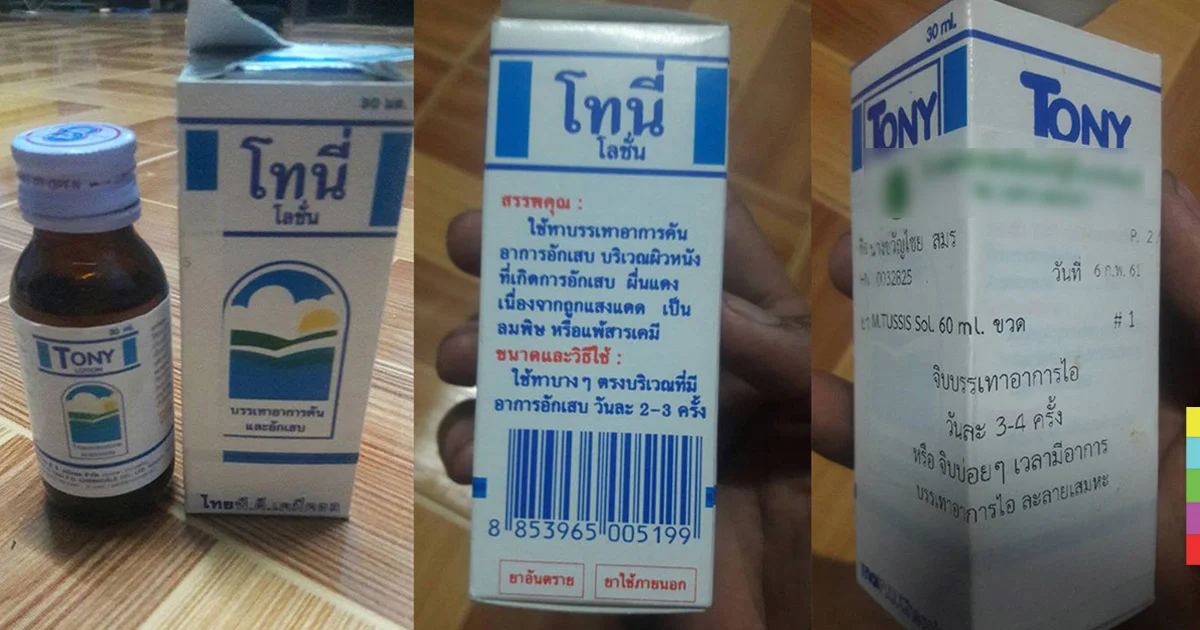 TONY
LOTION
30 มล.
โทนี่
โลชั่น
บรรเทาอาการคัน
และอักเสบ
โทนี่
โลชั่น
สรรพคุณ :
ใช้ทาบรรเทาอาการคัน
อาการอักเสบ บริเวณผิวหนัง
ที่เกิดการอักเสบ ผื่นแดง
เนื่องจากถูกแสงแดด เป็น
ลมพิษ หรือแพ้สารเคมี
ขนาดและวิธีใช้ :
ใช้ทาบางๆ ตรงบริเวณที่มี
อาการอักเสบ วันละ 2-3 ครั้ง
8 853965 005199
ยาอันตราย
ยาใช้ภายนอก
30 ml.
TONY
TONY
นางขวัญไชย สมร
P. 2
HN 0032825
วันที่ 6 ก.พ. 61
M.TUSSIS Sol. 60 ml. ขวด # 1
จิบบรรเทาอาการไอ
วันละ 3-4 ครั้ง
หรือ จิบบ่อยๆ เวลามีอาการ
บรรเทาอาการไอ ละลายเสมหะ